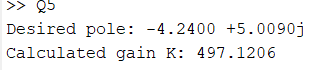 >> Q5
Desired pole: -4.2400 +5.0090j
Calculated gain K: 497.1206